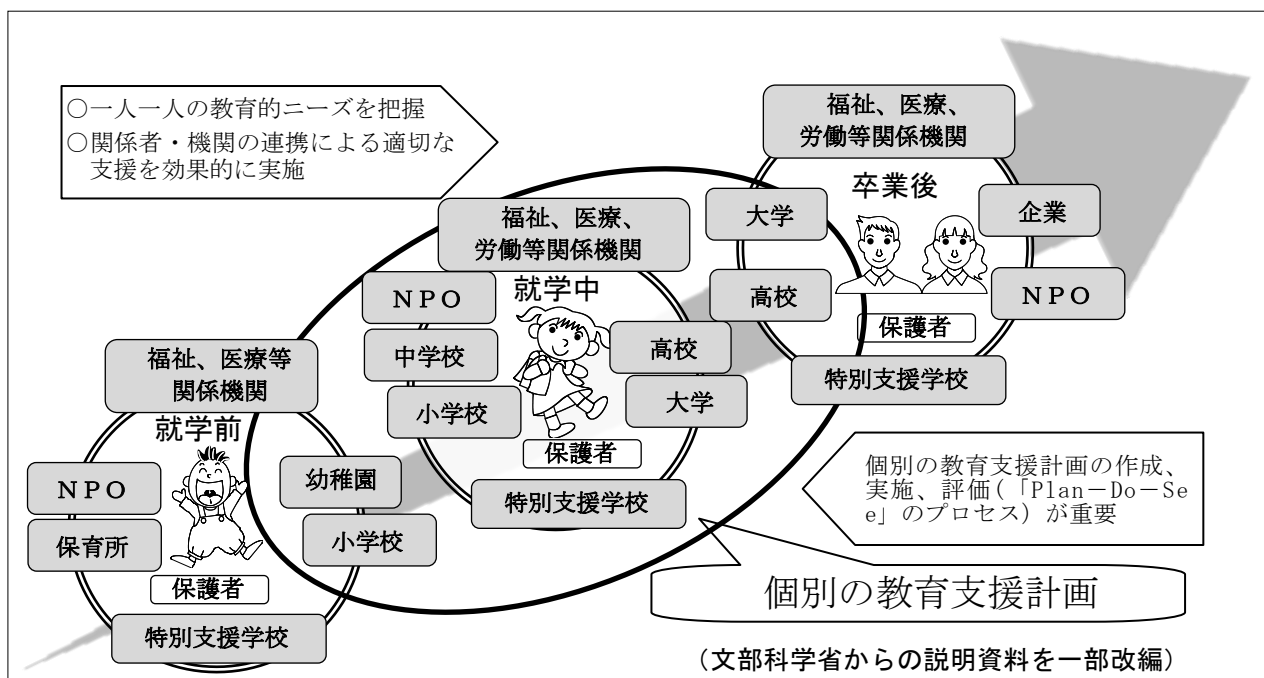 ○一人一人の教育的ニーズを把握
○関係者・機関の連携による適切な
支援を効果的に実施
福祉、医療、
労働等関係機関
卒業後
大学
企業
高校
ＮＰＯ
保護者
特別支援学校
福祉、医療、
労働等関係機関
就学中
ＮＰＯ
中学校
小学校
高校
大学
保護者
特別支援学校
福祉、医療等
関係機関
就学前
ＮＰＯ
保育所
幼稚園
小学校
保護者
特別支援学校
個別の教育支援計画の作成、
実施、評価(「Plan－Do－Se
e」のプロセス）が重要
個別の教育支援計画
（文部科学省からの説明資料を一部改編）